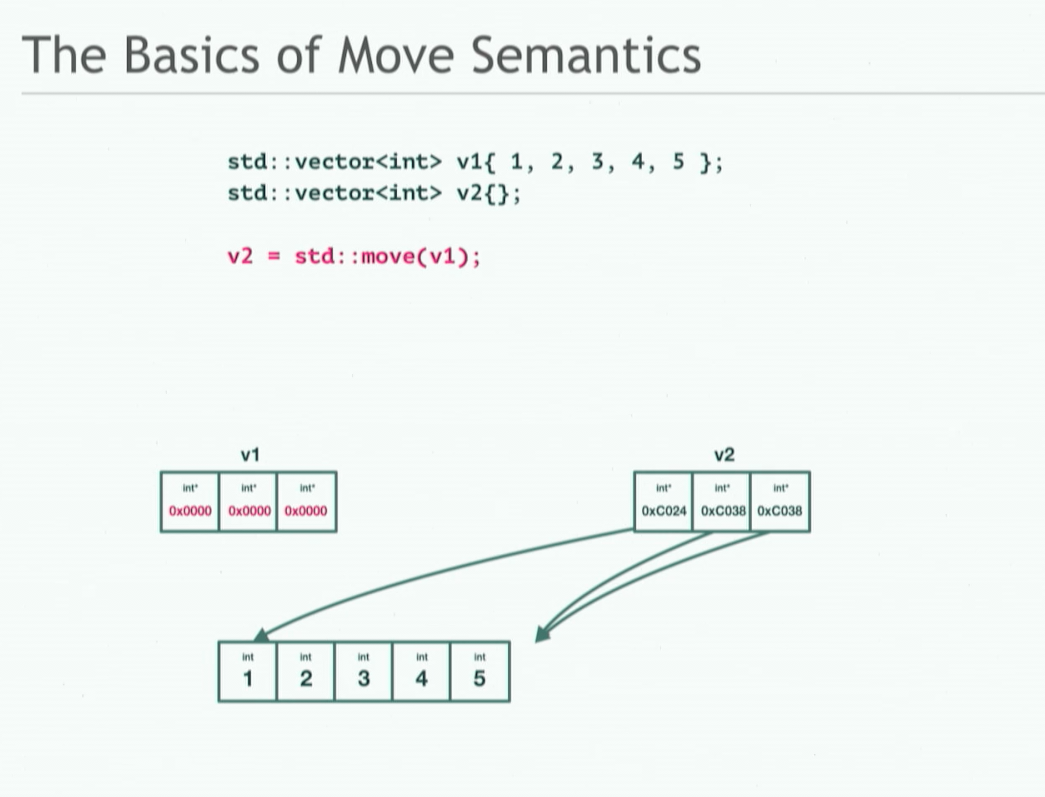 The Basics of Move Semantics
std::vector<int> v1{ 1, 2, 3, 4, 5 };
std::vector<int> v2{};
v2 = std::move(v1);
v1
int* int* int*
0x0000 0x0000 0x0000
v2
int* int* int*
0xC024 0xC038 0xC038
int int int int int
1 2 3 4 5